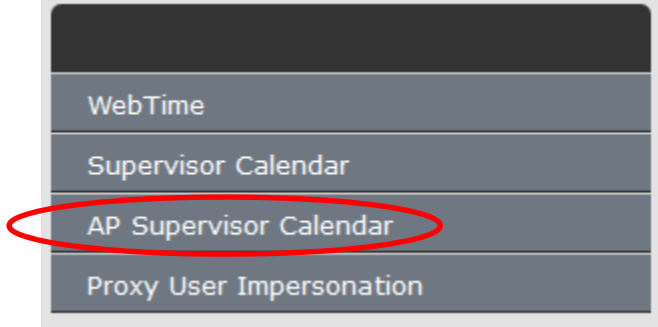 WebTime
Supervisor Calendar
AP Supervisor Calendar
Proxy User Impersonation